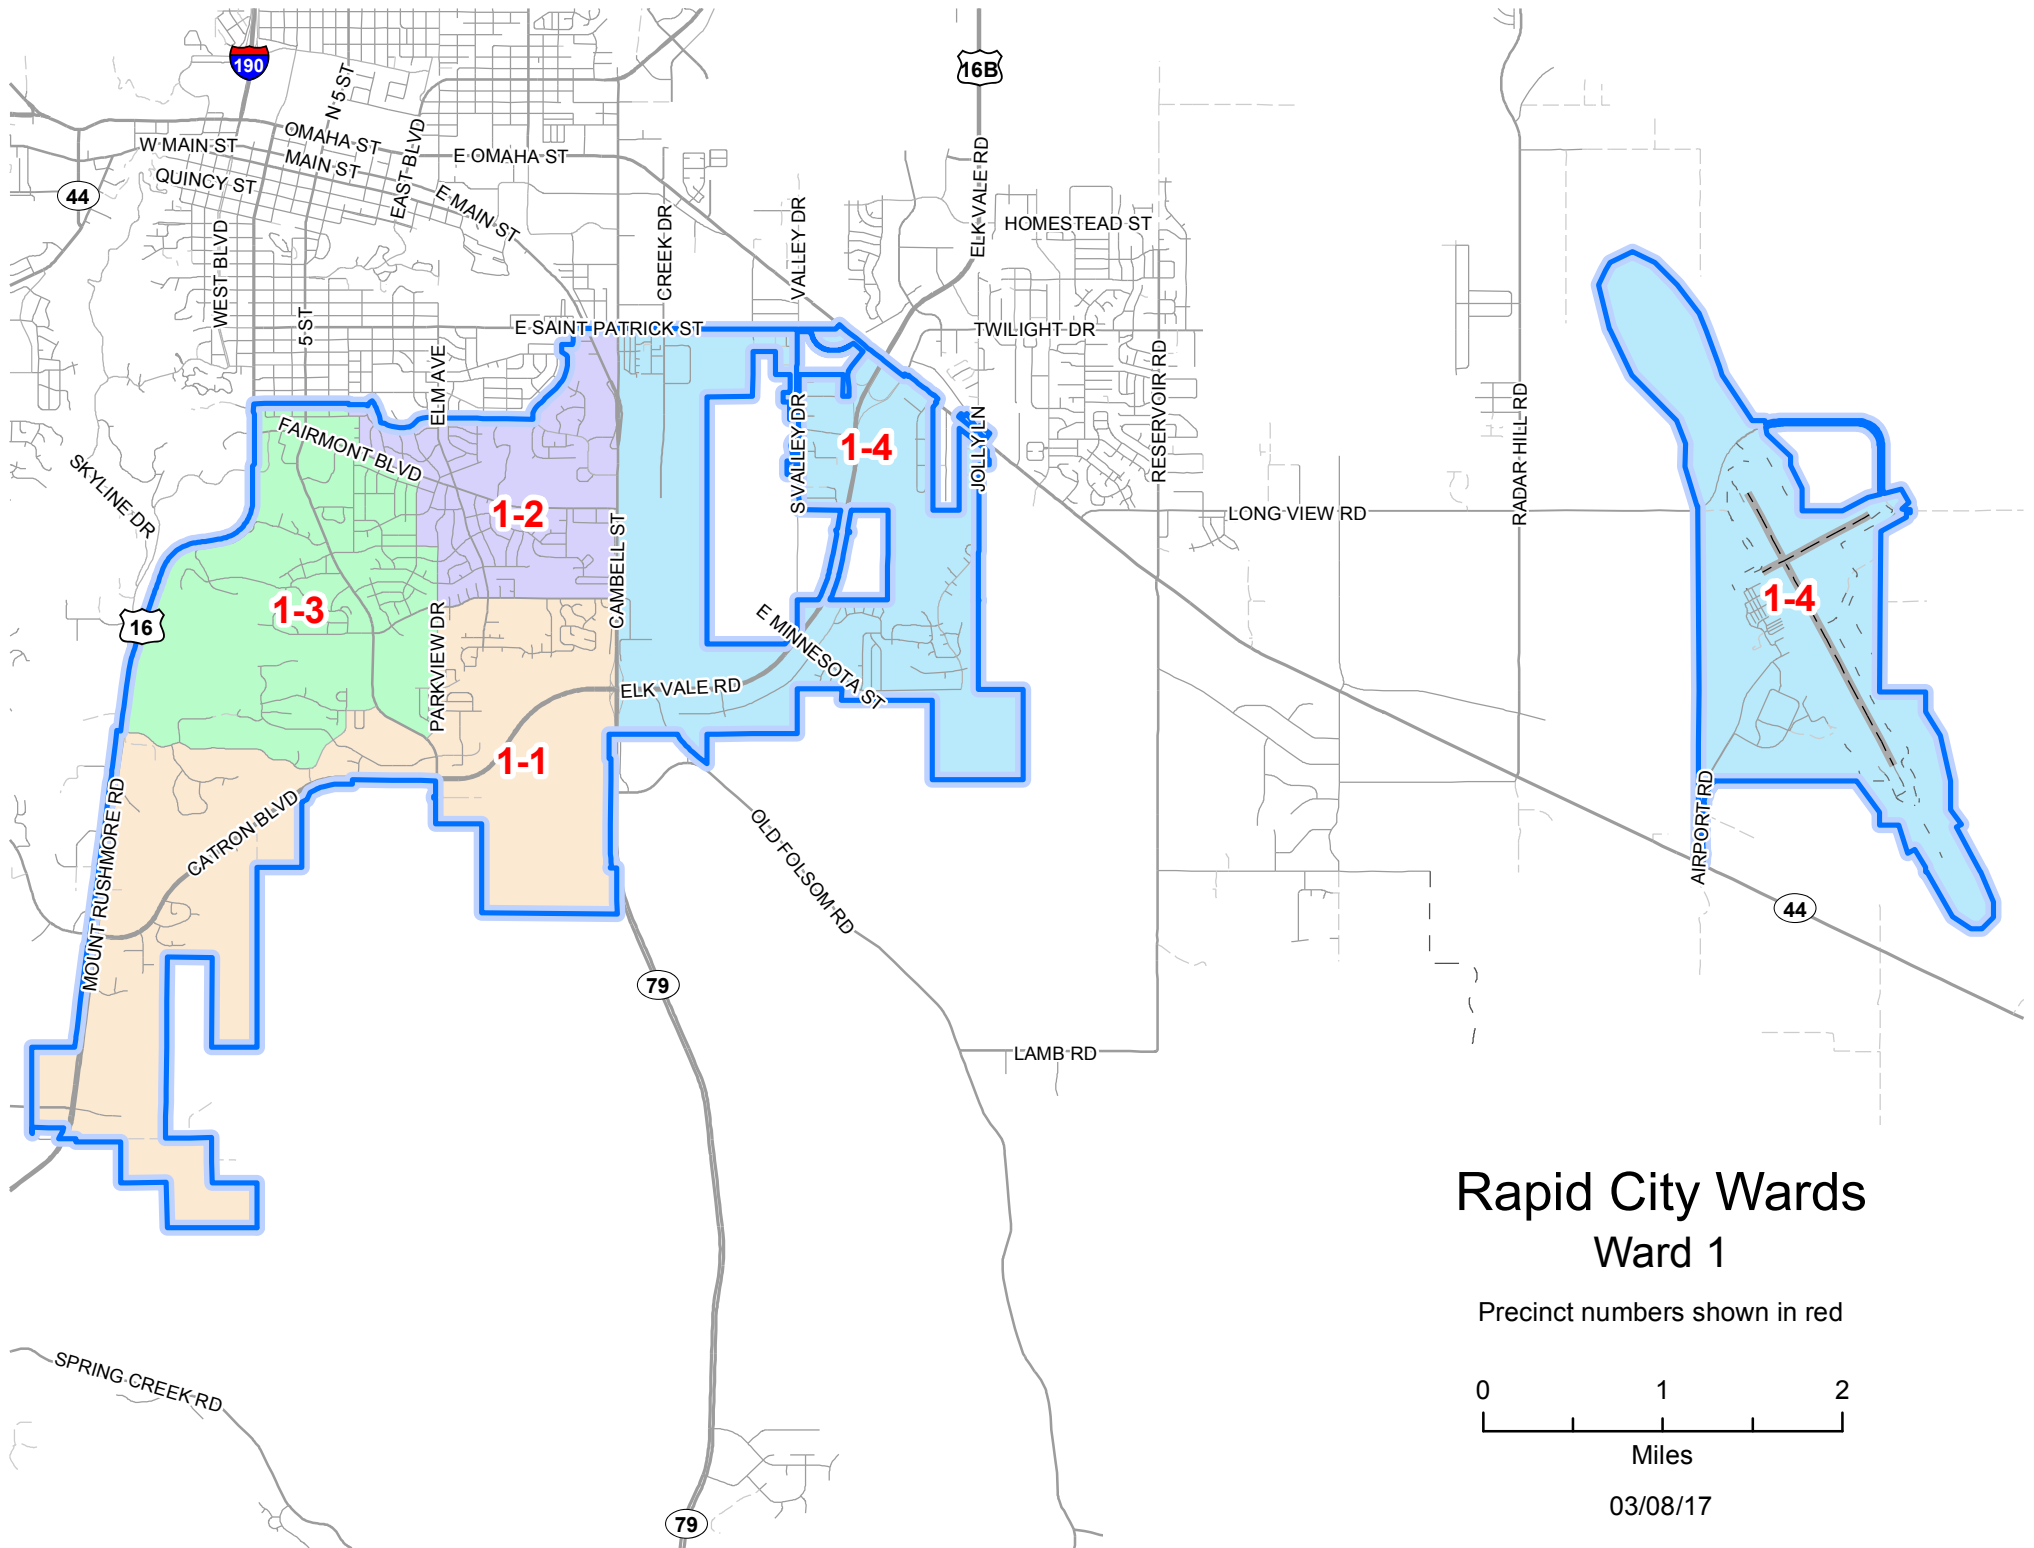 190
16B
N 5 ST
OMAHA ST
W MAIN ST
MAIN ST
EAST BLVD
E OMAHA ST
QUINCY ST
44
E MAIN ST
ELK VALE RD
HOMESTEAD ST
WEST BLVD
CREEK DR
VALLEY DR
5 ST
E SAINT PATRICK ST
TWILIGHT DR
ELM AVE
RESERVOIR RD
RADAR HILL RD
FAIRMONT BLVD
S VALLEY DR
1-4
JOLLY LN
SKYLINE DR
1-2
LONG VIEW RD
CAMBELL ST
1-3
1-4
16
PARKVIEW DR
E MINNESOTA ST
ELK VALE RD
1-1
MOUNT RUSHMORE RD
CATRON BLVD
OLD FOLSOM RD
AIRPORT RD
44
79
LAMB RD
Rapid City Wards
Ward 1
Precinct numbers shown in red
0 1 2
Miles
03/08/17
SPRING CREEK RD
79